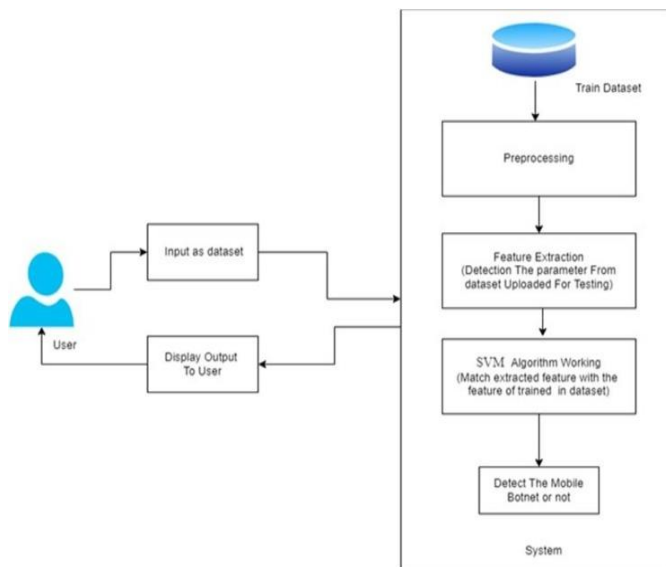 Train Dataset
Preprocessing
Input as dataset
Feature Extraction
(Detection The parameter From
dataset Uploaded For Testing)
User
Display Output
To User
SVM Algorithm Working
(Match extracted feature with the
feature of trained in dataset)
Detect The Mobile
Botnet or not
System